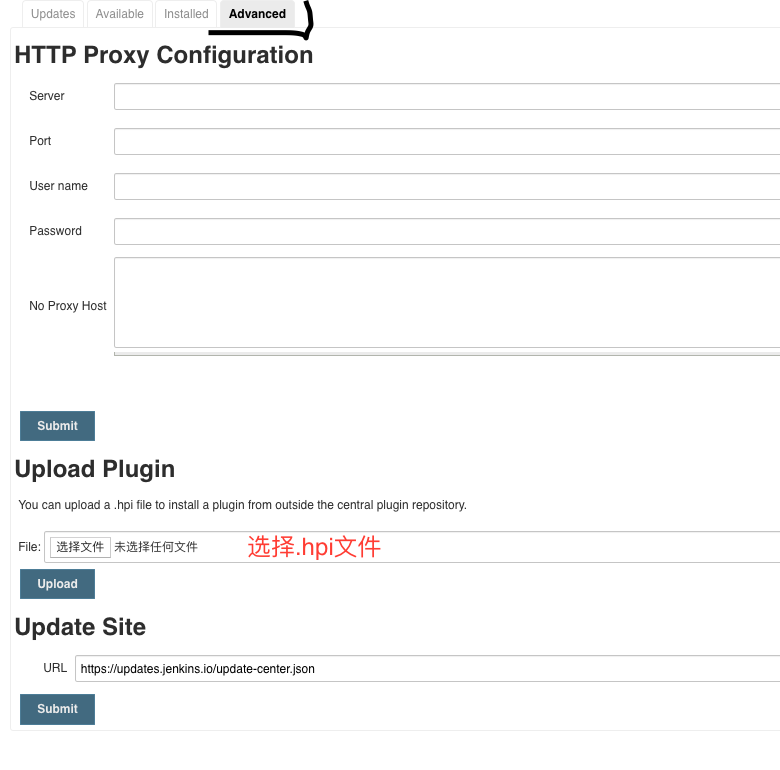 Updates Available Installed Advanced
HTTP Proxy Configuration
Server
Port
User name
Password
No Proxy Host
Submit
Upload Plugin
You can upload a .hpi file to install a plugin from outside the central plugin repository.
File: 选择文件 未选择任何文件 选择.hpi文件
Upload
Update Site
URL https://updates.jenkins.io/update-center.json
Submit